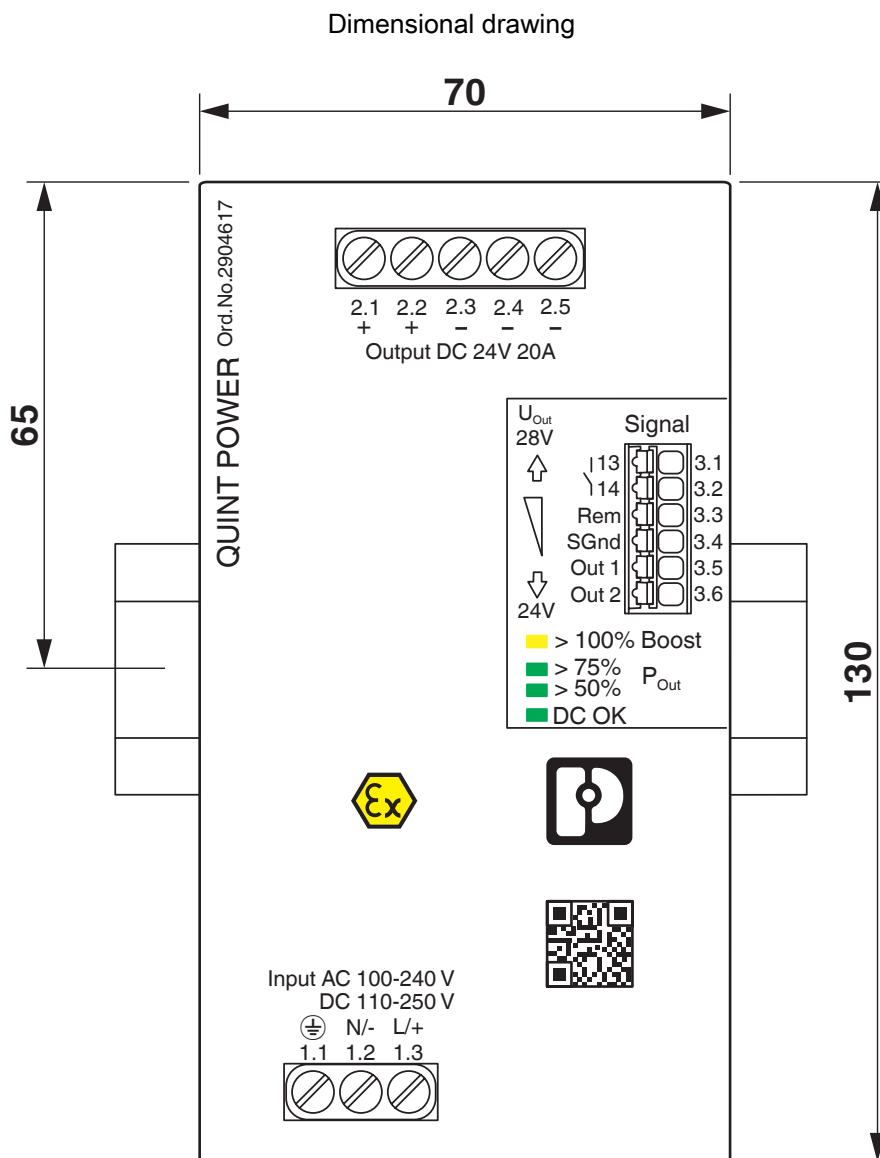 Dimensional drawing
70
65
130
QUINT POWER Ord.No.2904617
2.1 2.2 2.3 2.4 2.5
+ + – – –
Output DC 24V 20A
UOut
28V
Signal
13 3.1
14 3.2
Rem 3.3
SGnd 3.4
Out 1 3.5
Out 2 3.6
24V
> 100% Boost
> 75%
> 50%
POut
DC OK
Ex
Input AC 100-240 V
DC 110-250 V
N/- L/+
1.1 1.2 1.3